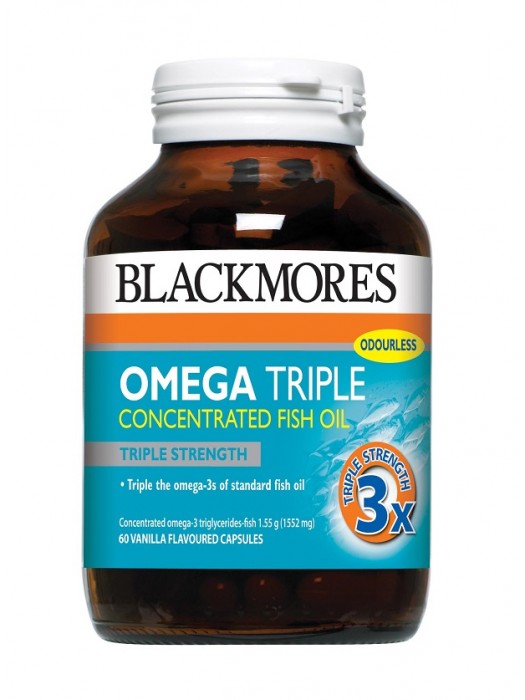 BLACKMORES
ODOURLESS
OMEGA TRIPLE
CONCENTRATED FISH OIL
TRIPLE STRENGTH
• Triple the omega-3s of standard fish oil
TRIPLE STRENGTH
3x
Concentrated omega-3 triglycerides-fish 1.55 g (1552 mg)
60 VANILLA FLAVOURED CAPSULES